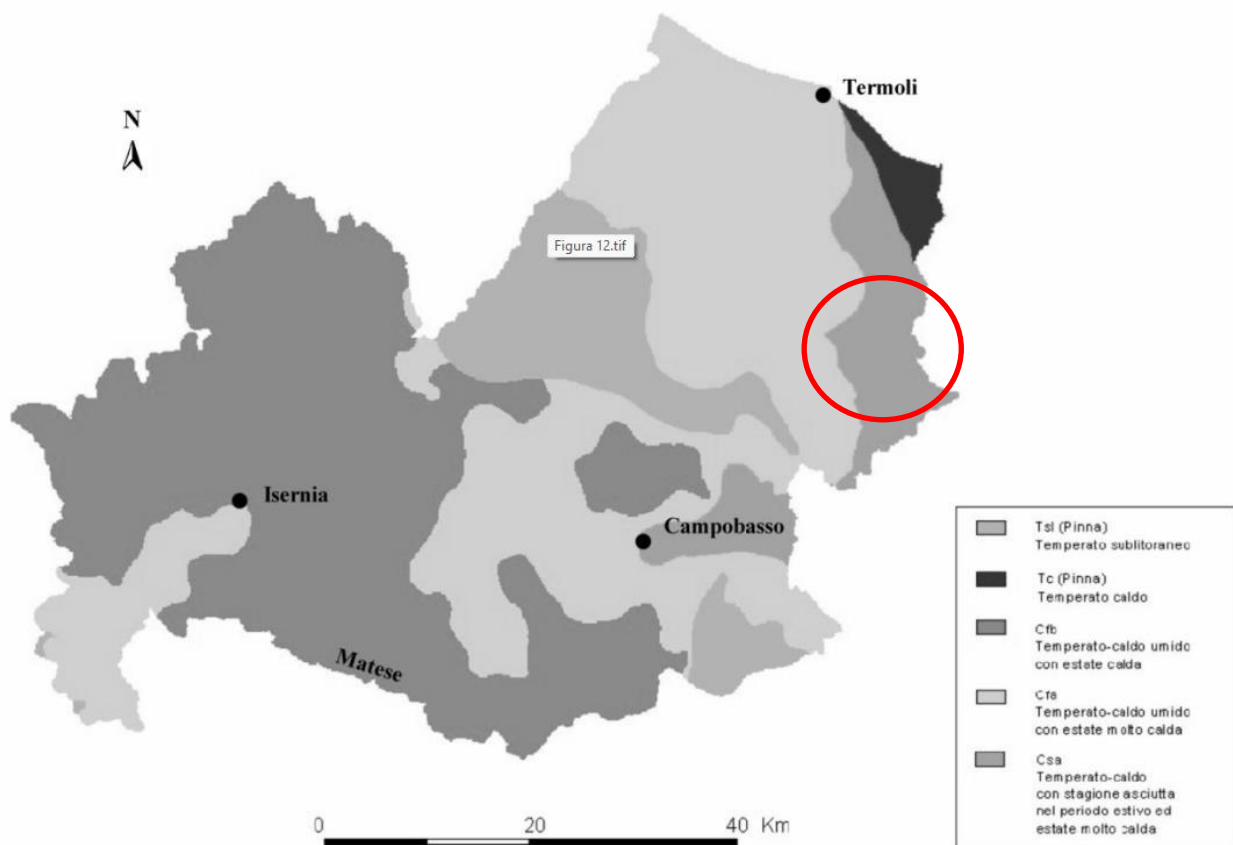 Termoli
N
Figura 12.tif
Isernia
Campobasso
Matese
Tsl (Pinna)
Temperato sublitoraneo
Tc (Pinna)
Temperato caldo
Cfb
Temperato-caldo umido
con estate calda
Cfa
Temperato-caldo umido
con estate molto calda
Csa
Temperato-caldo
con stagione asciutta
nel periodo estivo ed
estate molto calda
0 20 40 Km